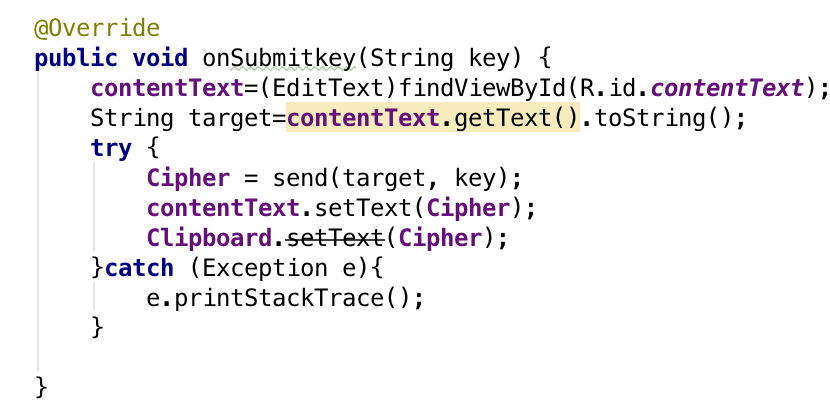 @Override
public void onSubmitkey(String key) {
contentText=(EditText)findViewById(R.id.contentText);
String target=contentText.getText().toString();
try {
Cipher = send(target, key);
contentText.setText(Cipher);
Clipboard.setText(Cipher);
}catch (Exception e){
e.printStackTrace();
}
}